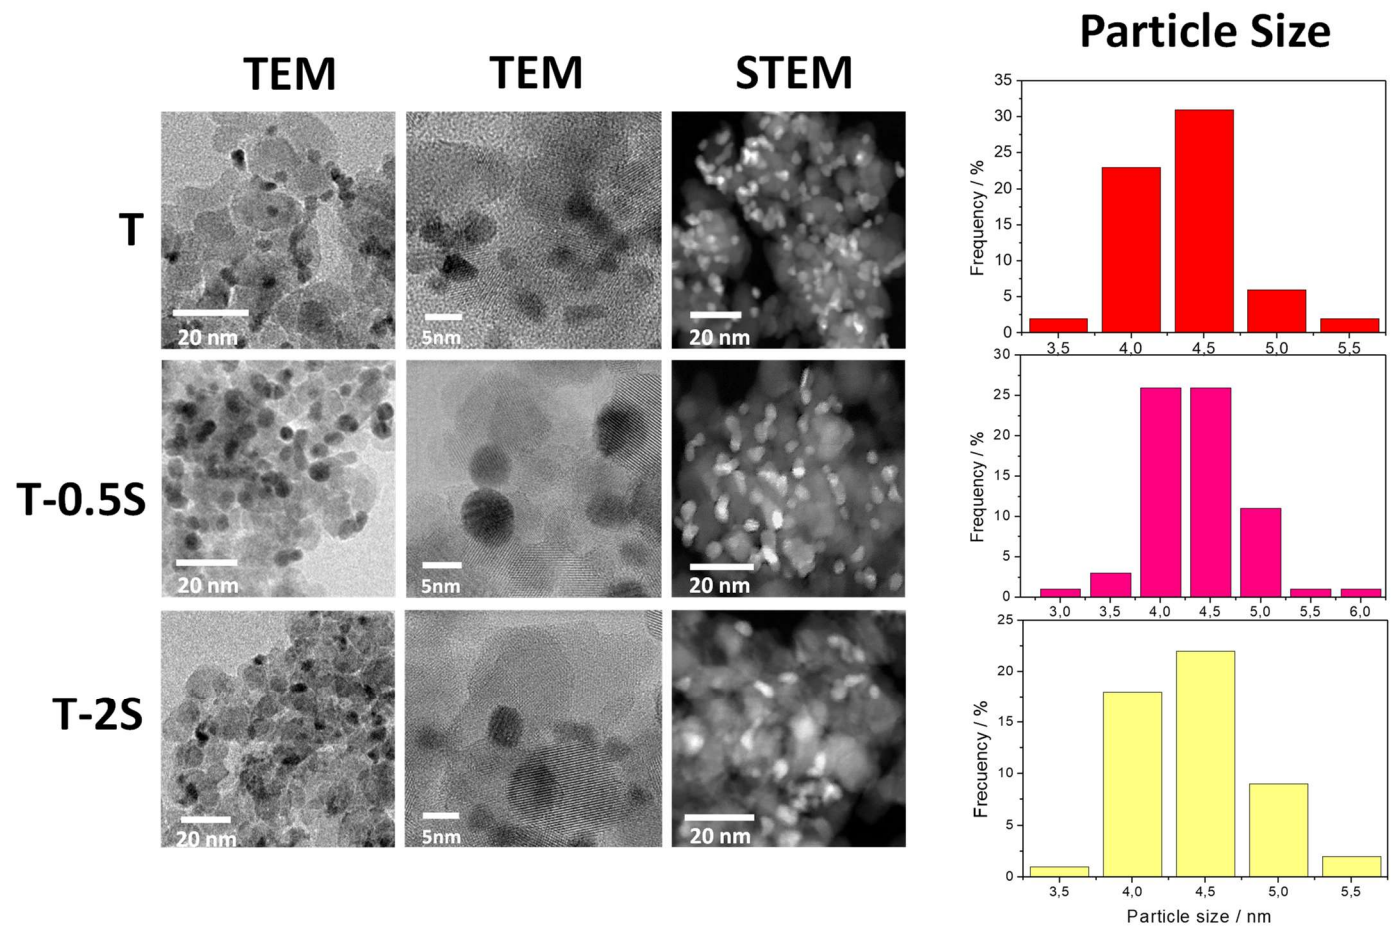 Particle Size
TEM
TEM
STEM
T
20 nm
5nm
20 nm
Frequency / %
35
30
25
20
15
10
5
0
3,5 4,0 4,5 5,0 5,5
T-0.5S
20 nm
5nm
20 nm
Frequency / %
30
25
20
15
10
5
0
3,0 3,5 4,0 4,5 5,0 5,5 6,0
T-2S
20 nm
5nm
20 nm
Frecuency / %
25
20
15
10
5
0
3,5 4,0 4,5 5,0 5,5
Particle size / nm